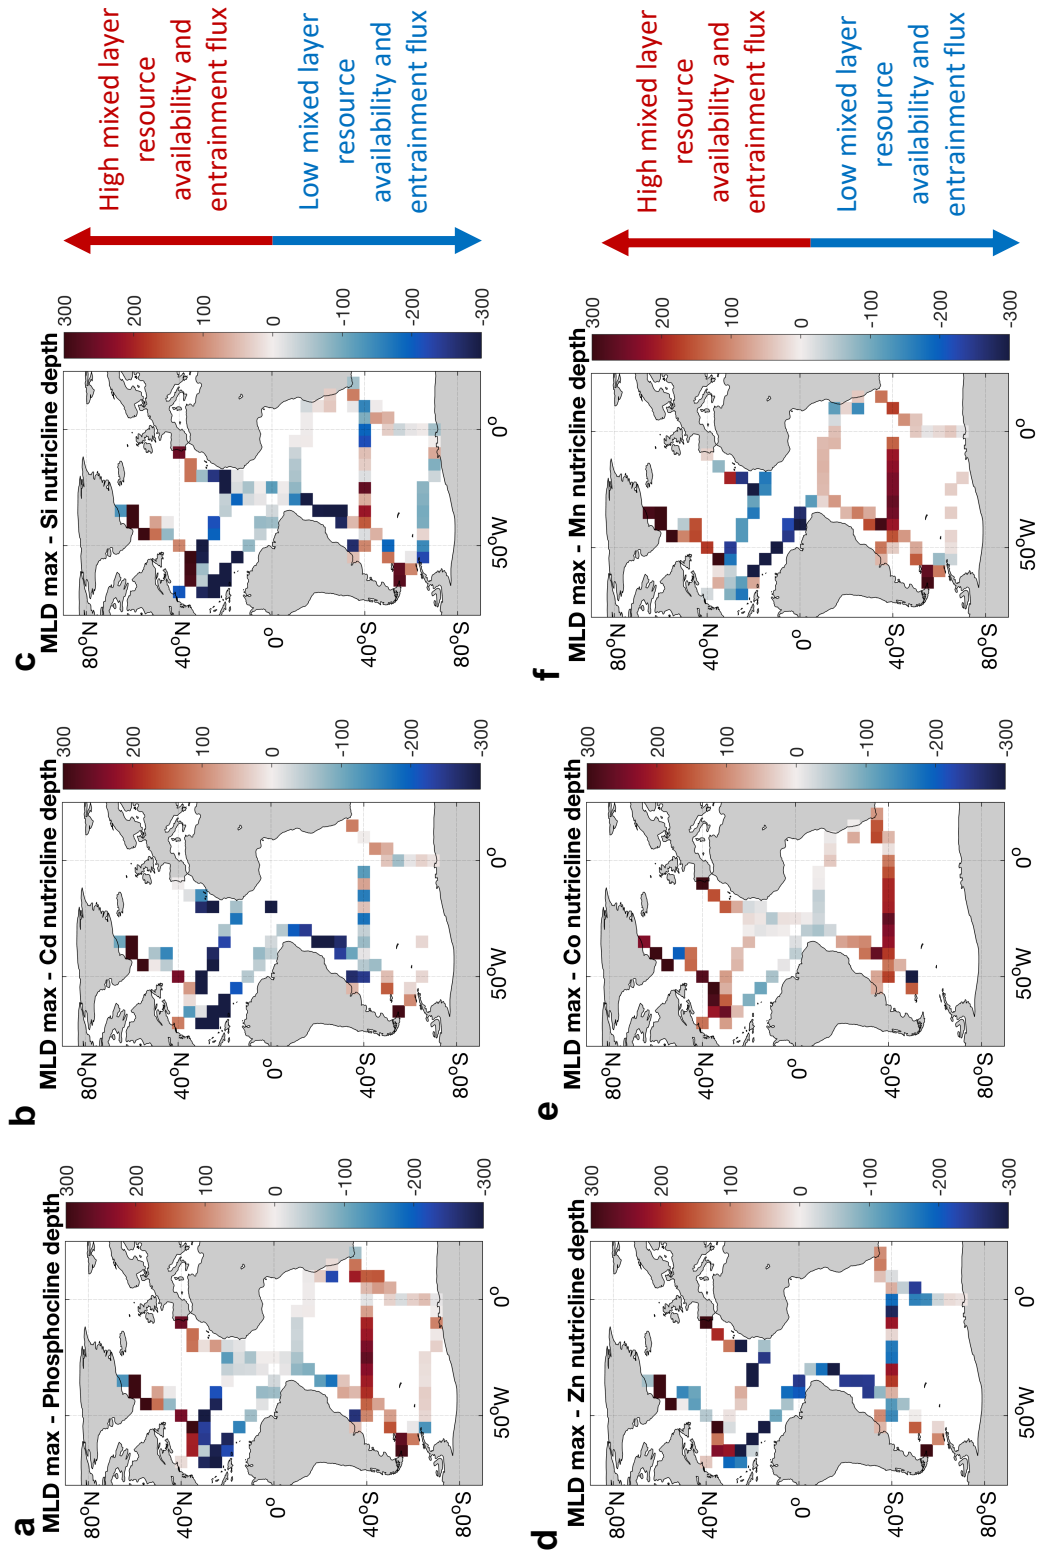 a
MLD max - Phosphocline depth
80°N
40°N
0°
40°S
80°S
50°W
0°
300
200
100
0
-100
-200
-300
b
MLD max - Cd nutricline depth
80°N
40°N
0°
40°S
80°S
50°W
0°
300
200
100
0
-100
-200
-300
c
MLD max - Si nutricline depth
80°N
40°N
0°
40°S
80°S
50°W
0°
300
200
100
0
-100
-200
-300
High mixed layer
resource
availability and
entrainment flux
Low mixed layer
resource
availability and
entrainment flux
d
MLD max - Zn nutricline depth
80°N
40°N
0°
40°S
80°S
50°W
0°
300
200
100
0
-100
-200
-300
e
MLD max - Co nutricline depth
80°N
40°N
0°
40°S
80°S
50°W
0°
300
200
100
0
-100
-200
-300
f
MLD max - Mn nutricline depth
80°N
40°N
0°
40°S
80°S
50°W
0°
300
200
100
0
-100
-200
-300
High mixed layer
resource
availability and
entrainment flux
Low mixed layer
resource
availability and
entrainment flux